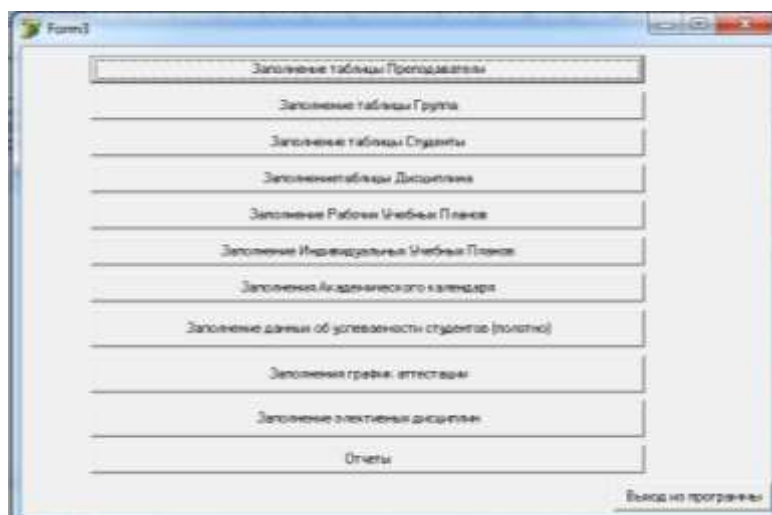 Form3
Заполнение таблицы Преподаватели
Заполнение таблицы Группа
Заполнение таблицы Студенты
Заполнениетаблицы Дисциплина
Заполнение Рабочих Учебных Планов
Заполнение Индивидуальных Учебных Планов
Заполнения Академического календаря
Заполнение данных об успеваемости студентов (полотно)
Заполнения график аттестации
Заполнение элективных дисциплин
Отчеты
Выход из программы